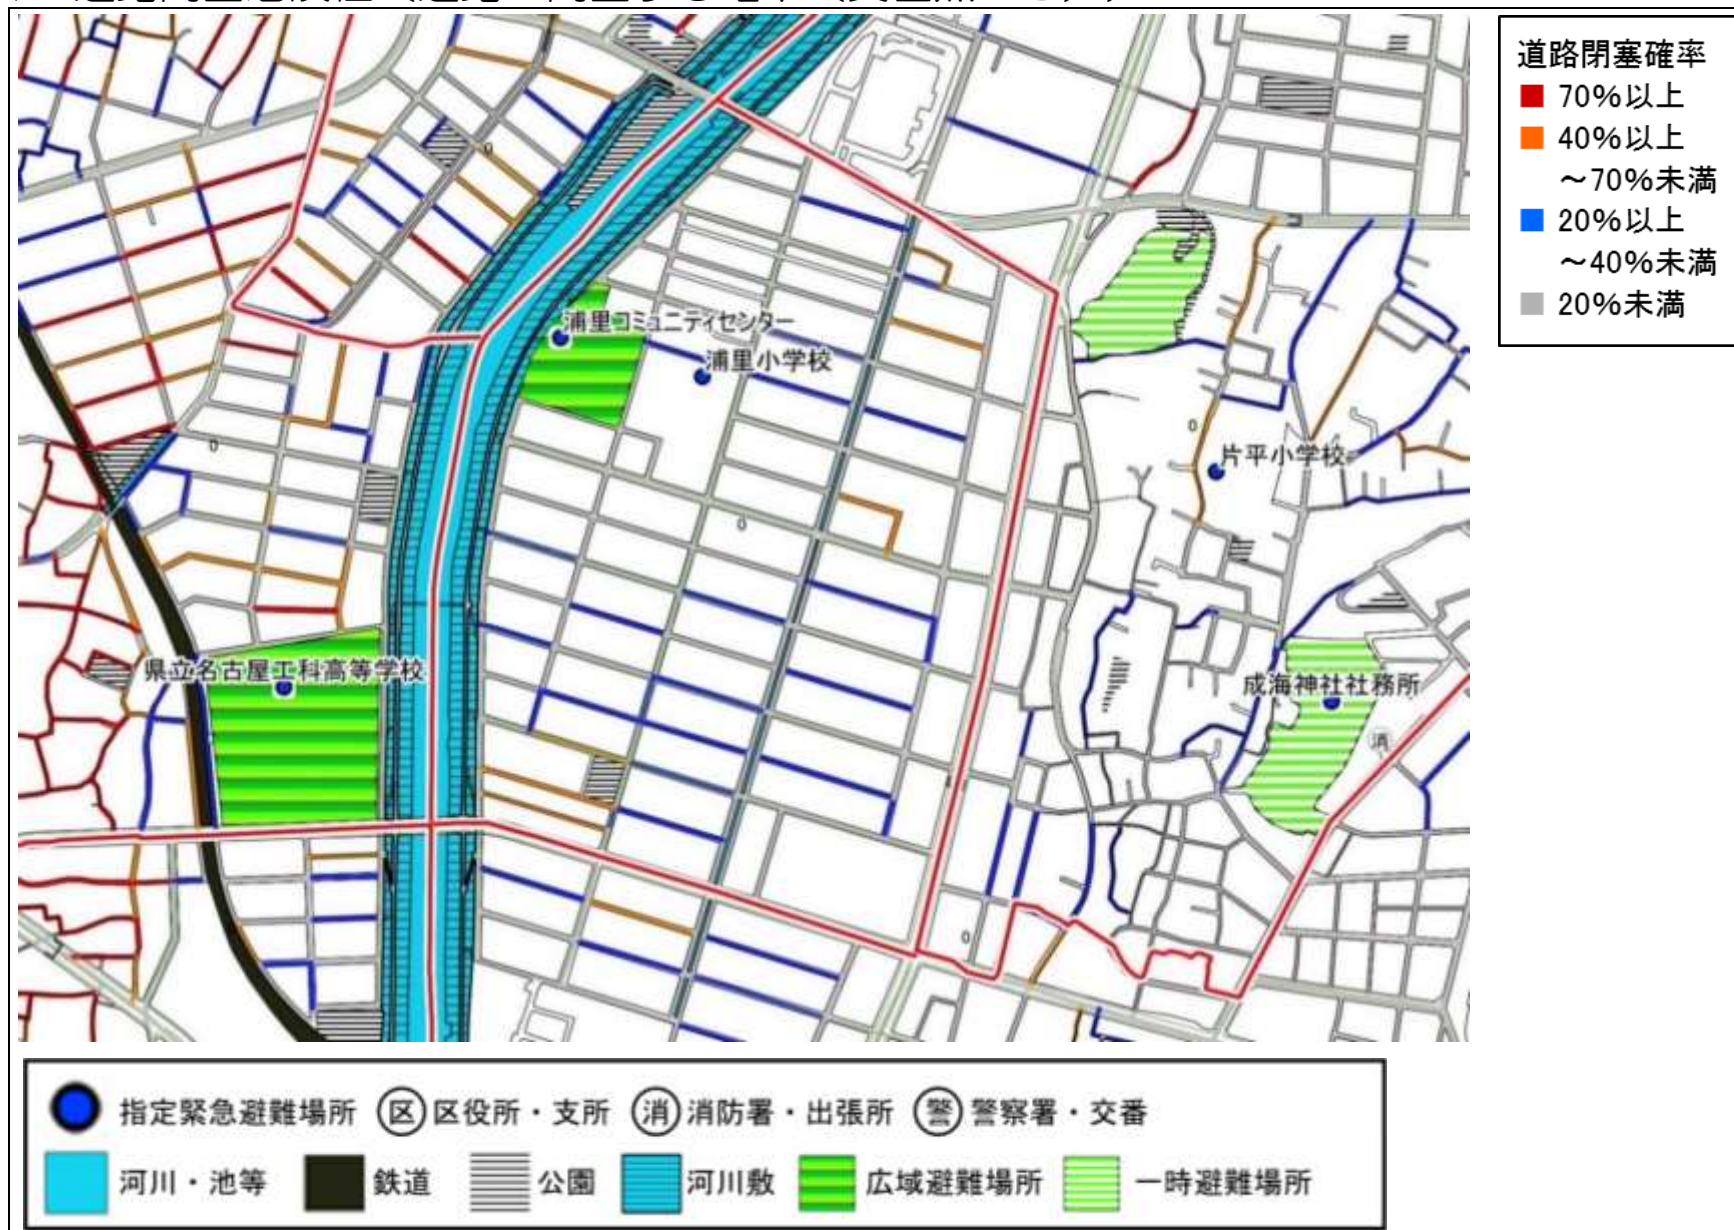 道路閉塞確率
70%以上
40%以上
～70%未満
20%以上
～40%未満
20%未満
浦里コミュニティセンター
浦里小学校
片平小学校
県立名古屋工科高等学校
成海神社社務所
消
指定緊急避難場所 区 区役所・支所 消 消防署・出張所 警 警察署・交番
河川・池等 鉄道 公園 河川敷 広域避難場所 一時避難場所